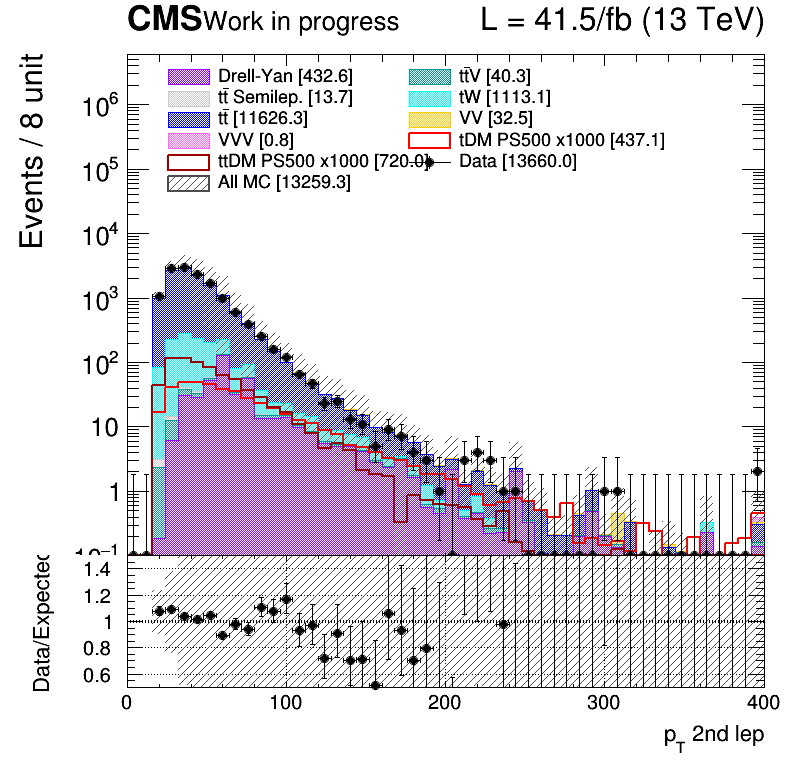 CMS Work in progress L = 41.5/fb (13 TeV)
Drell-Yan [432.6] tt̄V [40.3]
tt̄ Semilep. [13.7] tW [1113.1]
tt̄ [11626.3] VV [32.5]
VVV [0.8] tDM PS500 x1000 [437.1]
ttDM PS500 x1000 [720.0] Data [13660.0]
All MC [13259.3]
Events / 8 unit
10⁶
10⁵
10⁴
10³
10²
10
1
10⁻¹
Data/Expected
1.4
1.2
1
0.8
0.6
0 100 200 300 400
p_T 2nd lep